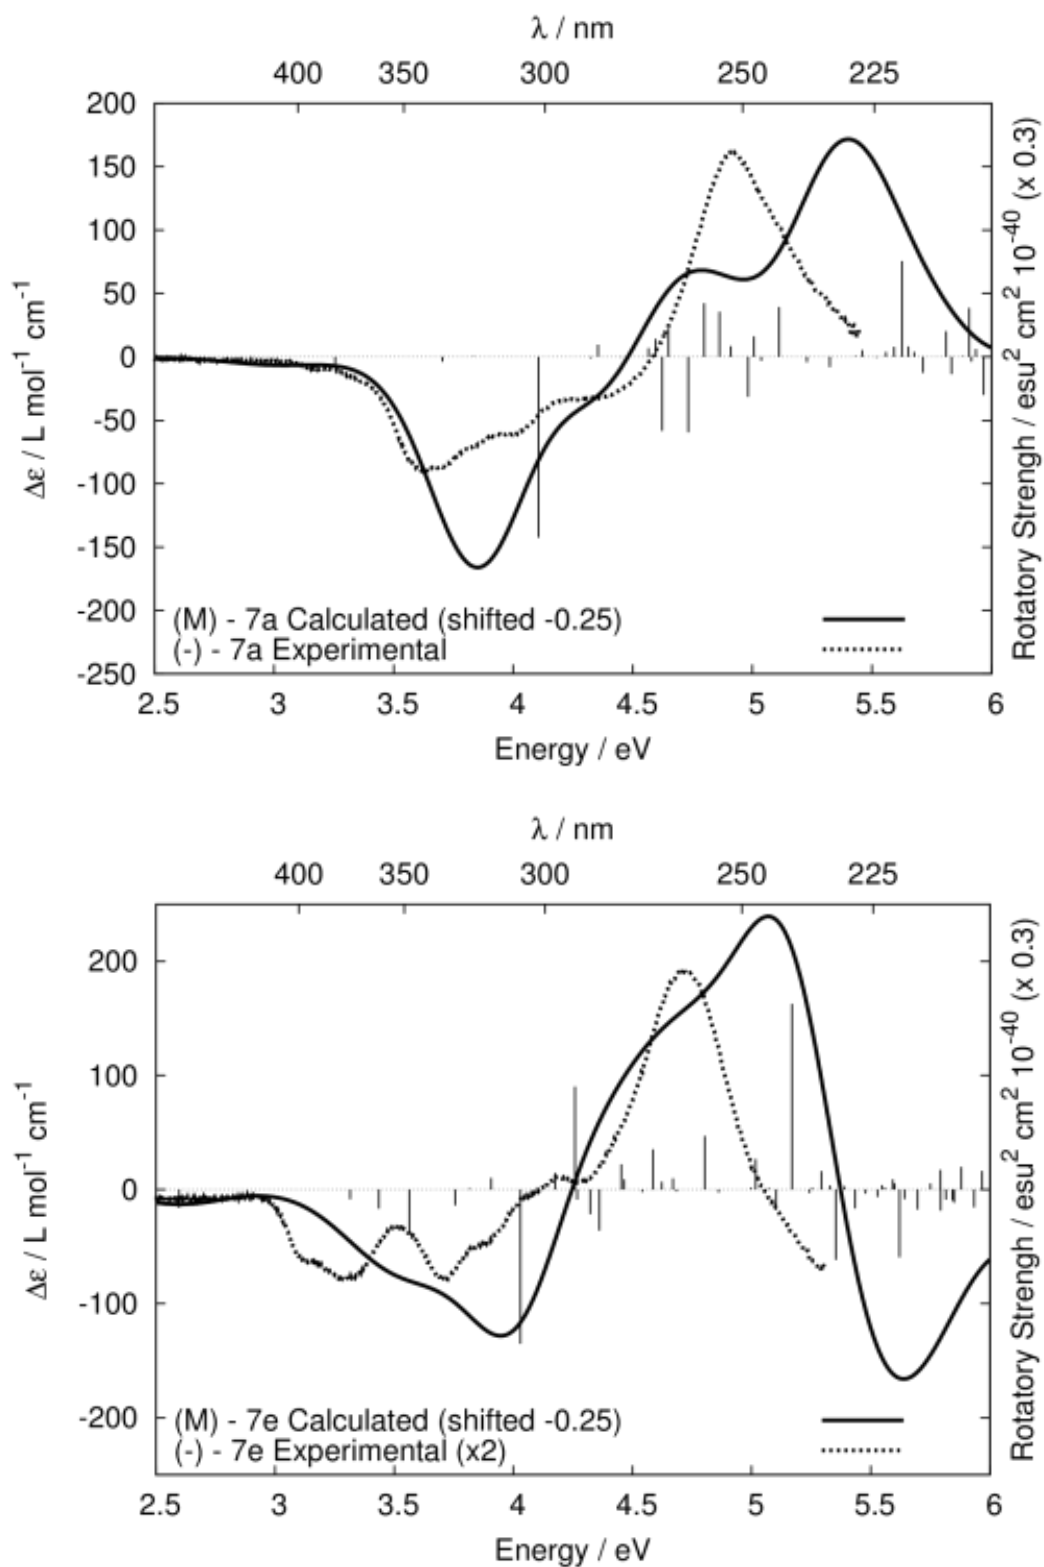 λ / nm
400 350 300 250 225
200
150
100
50
0
-50
-100
-150
-200
-250
Δε / L mol-1 cm-1
Rotatory Strengh / esu2 cm2 10-40 (x 0.3)
(M) - 7a Calculated (shifted -0.25)
(-) - 7a Experimental
2.5 3 3.5 4 4.5 5 5.5 6
Energy / eV
λ / nm
400 350 300 250 225
200
100
0
-100
-200
Δε / L mol-1 cm-1
Rotatory Strengh / esu2 cm2 10-40 (x 0.3)
(M) - 7e Calculated (shifted -0.25)
(-) - 7e Experimental (x2)
2.5 3 3.5 4 4.5 5 5.5 6
Energy / eV